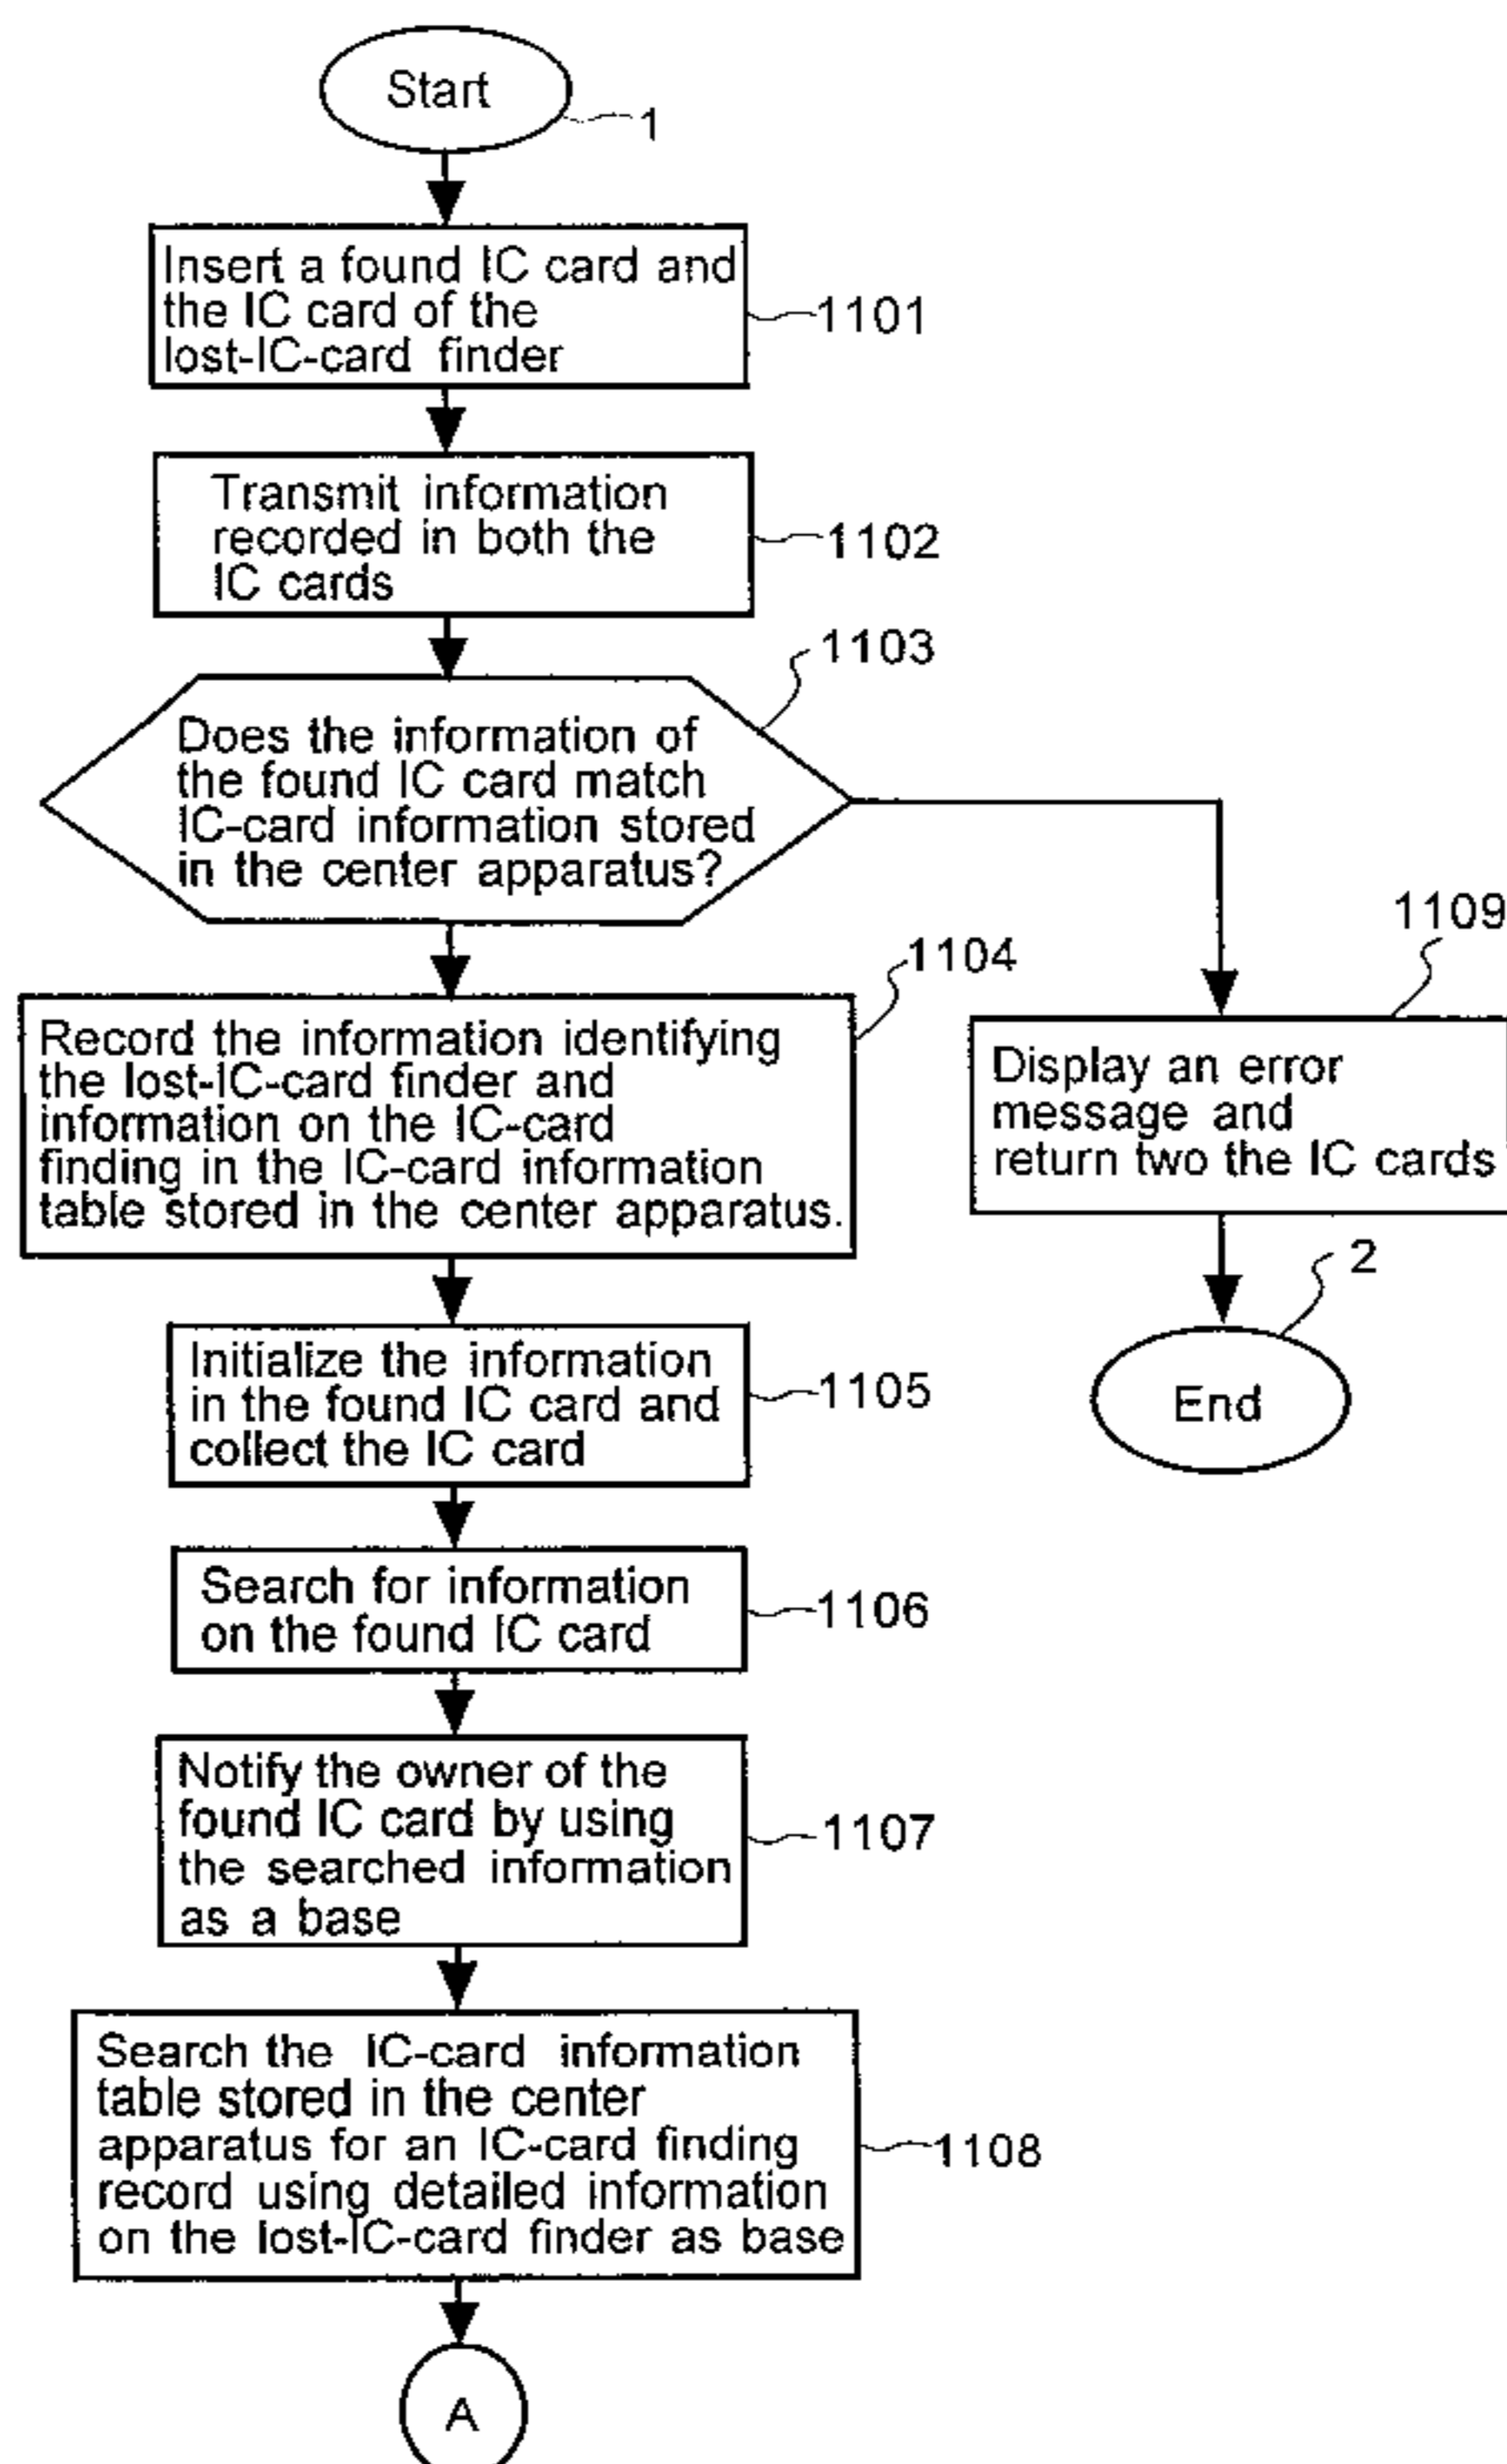 Start
1
Insert a found IC card and
the IC card of the
lost-IC-card finder
1101
Transmit information
recorded in both the
IC cards
1102
1103
Does the information of
the found IC card match
IC-card information stored
in the center apparatus?
1104
Record the information identifying
the lost-IC-card finder and
information on the IC-card
finding in the IC-card information
table stored in the center apparatus.
1109
Display an error
message and
return two the IC cards
2
End
Initialize the information
in the found IC card and
collect the IC card
1105
Search for information
on the found IC card
1106
Notify the owner of the
found IC card by using
the searched information
as a base
1107
Search the IC-card information
table stored in the center
apparatus for an IC-card finding
record using detailed information
on the lost-IC-card finder as base
1108
A